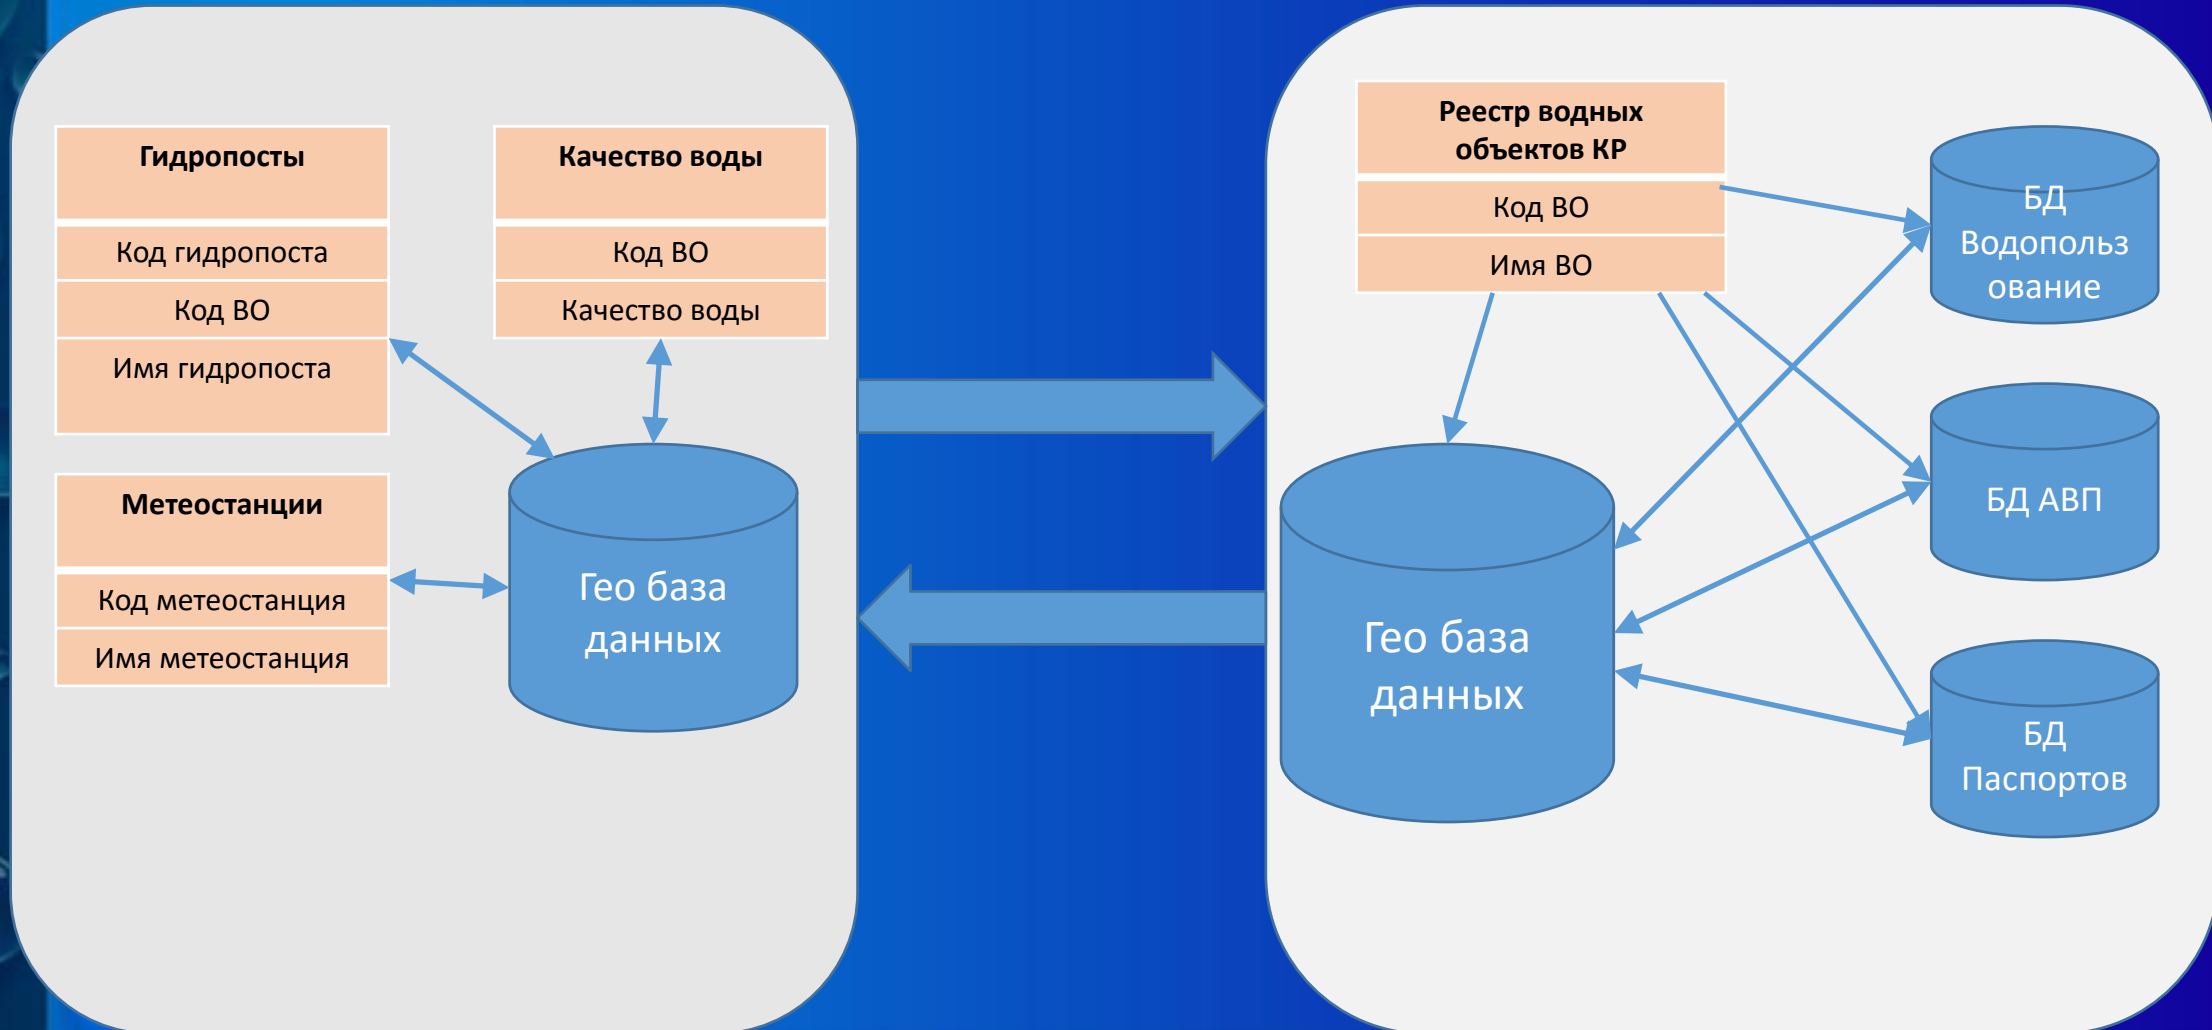 Гидропосты
Код гидропоста
Код ВО
Имя гидропоста
Качество воды
Код ВО
Качество воды
Метеостанции
Код метеостанция
Имя метеостанция
Гео база
данных
Реестр водных
объектов КР
Код ВО
Имя ВО
Гео база
данных
БД
Водопольз
ование
БД АВП
БД
Паспортов